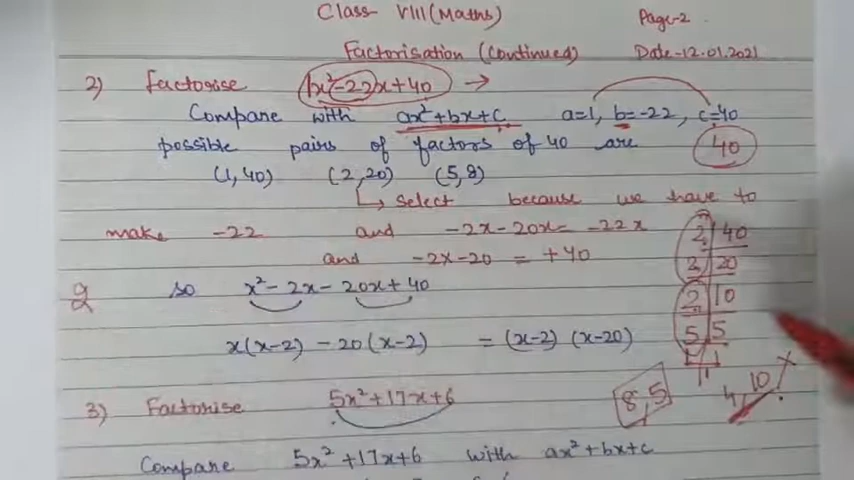 Class- VIII (Maths) Page-2
Factorisation (Continued) Date-12.01.2021
2) Factorise x²-22x+40 →
Compare with ax²+bx+c a=1, b=-22, c=40
possible pairs of factors of 40 are 40
(1,40) (2,20) (5,8)
→ Select because we have to
make -22 and -2x-20x= -22x
and -2x-20 = +40
so x²-2x-20x+40
x(x-2) -20(x-2) = (x-2) (x-20)
2 40
2 20
2 10
5 5
1
8,5
4, 10
3) Factorise 5x²+17x+6
Compare 5x²+17x+6 with ax²+bx+c